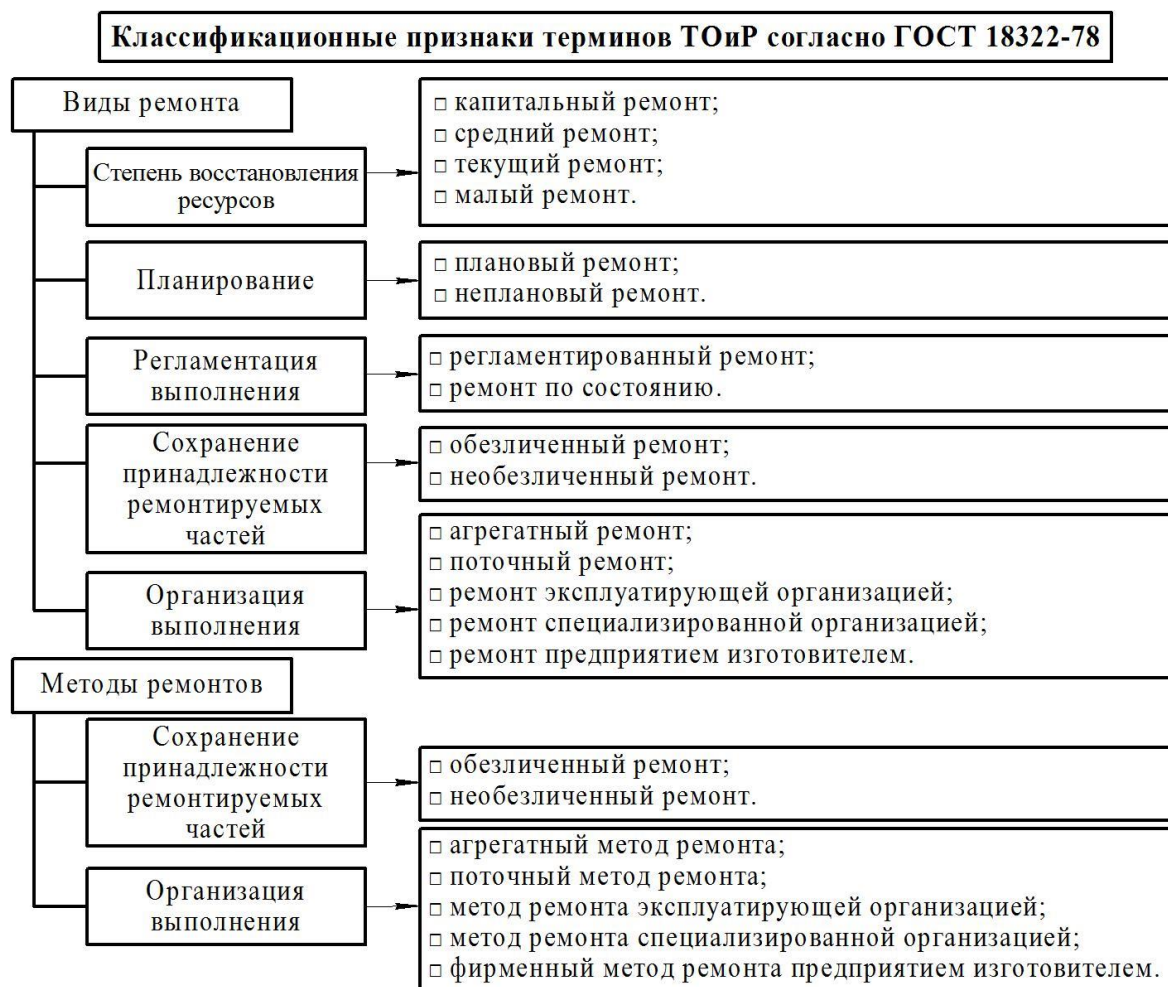 Классификационные признаки терминов ТОиР согласно ГОСТ 18322-78
Виды ремонта
Степень восстановления
ресурсов
□ капитальный ремонт;
□ средний ремонт;
□ текущий ремонт;
□ малый ремонт.
Планирование
□ плановый ремонт;
□ неплановый ремонт.
Регламентация
выполнения
□ регламентированный ремонт;
□ ремонт по состоянию.
Сохранение
принадлежности
ремонтируемых
частей
□ обезличенный ремонт;
□ необезличенный ремонт.
Организация
выполнения
□ агрегатный ремонт;
□ поточный ремонт;
□ ремонт эксплуатирующей организацией;
□ ремонт специализированной организацией;
□ ремонт предприятием изготовителем.
Методы ремонтов
Сохранение
принадлежности
ремонтируемых
частей
□ обезличенный ремонт;
□ необезличенный ремонт.
Организация
выполнения
□ агрегатный метод ремонта;
□ поточный метод ремонта;
□ метод ремонта эксплуатирующей организацией;
□ метод ремонта специализированной организацией;
□ фирменный метод ремонта предприятием изготовителем.